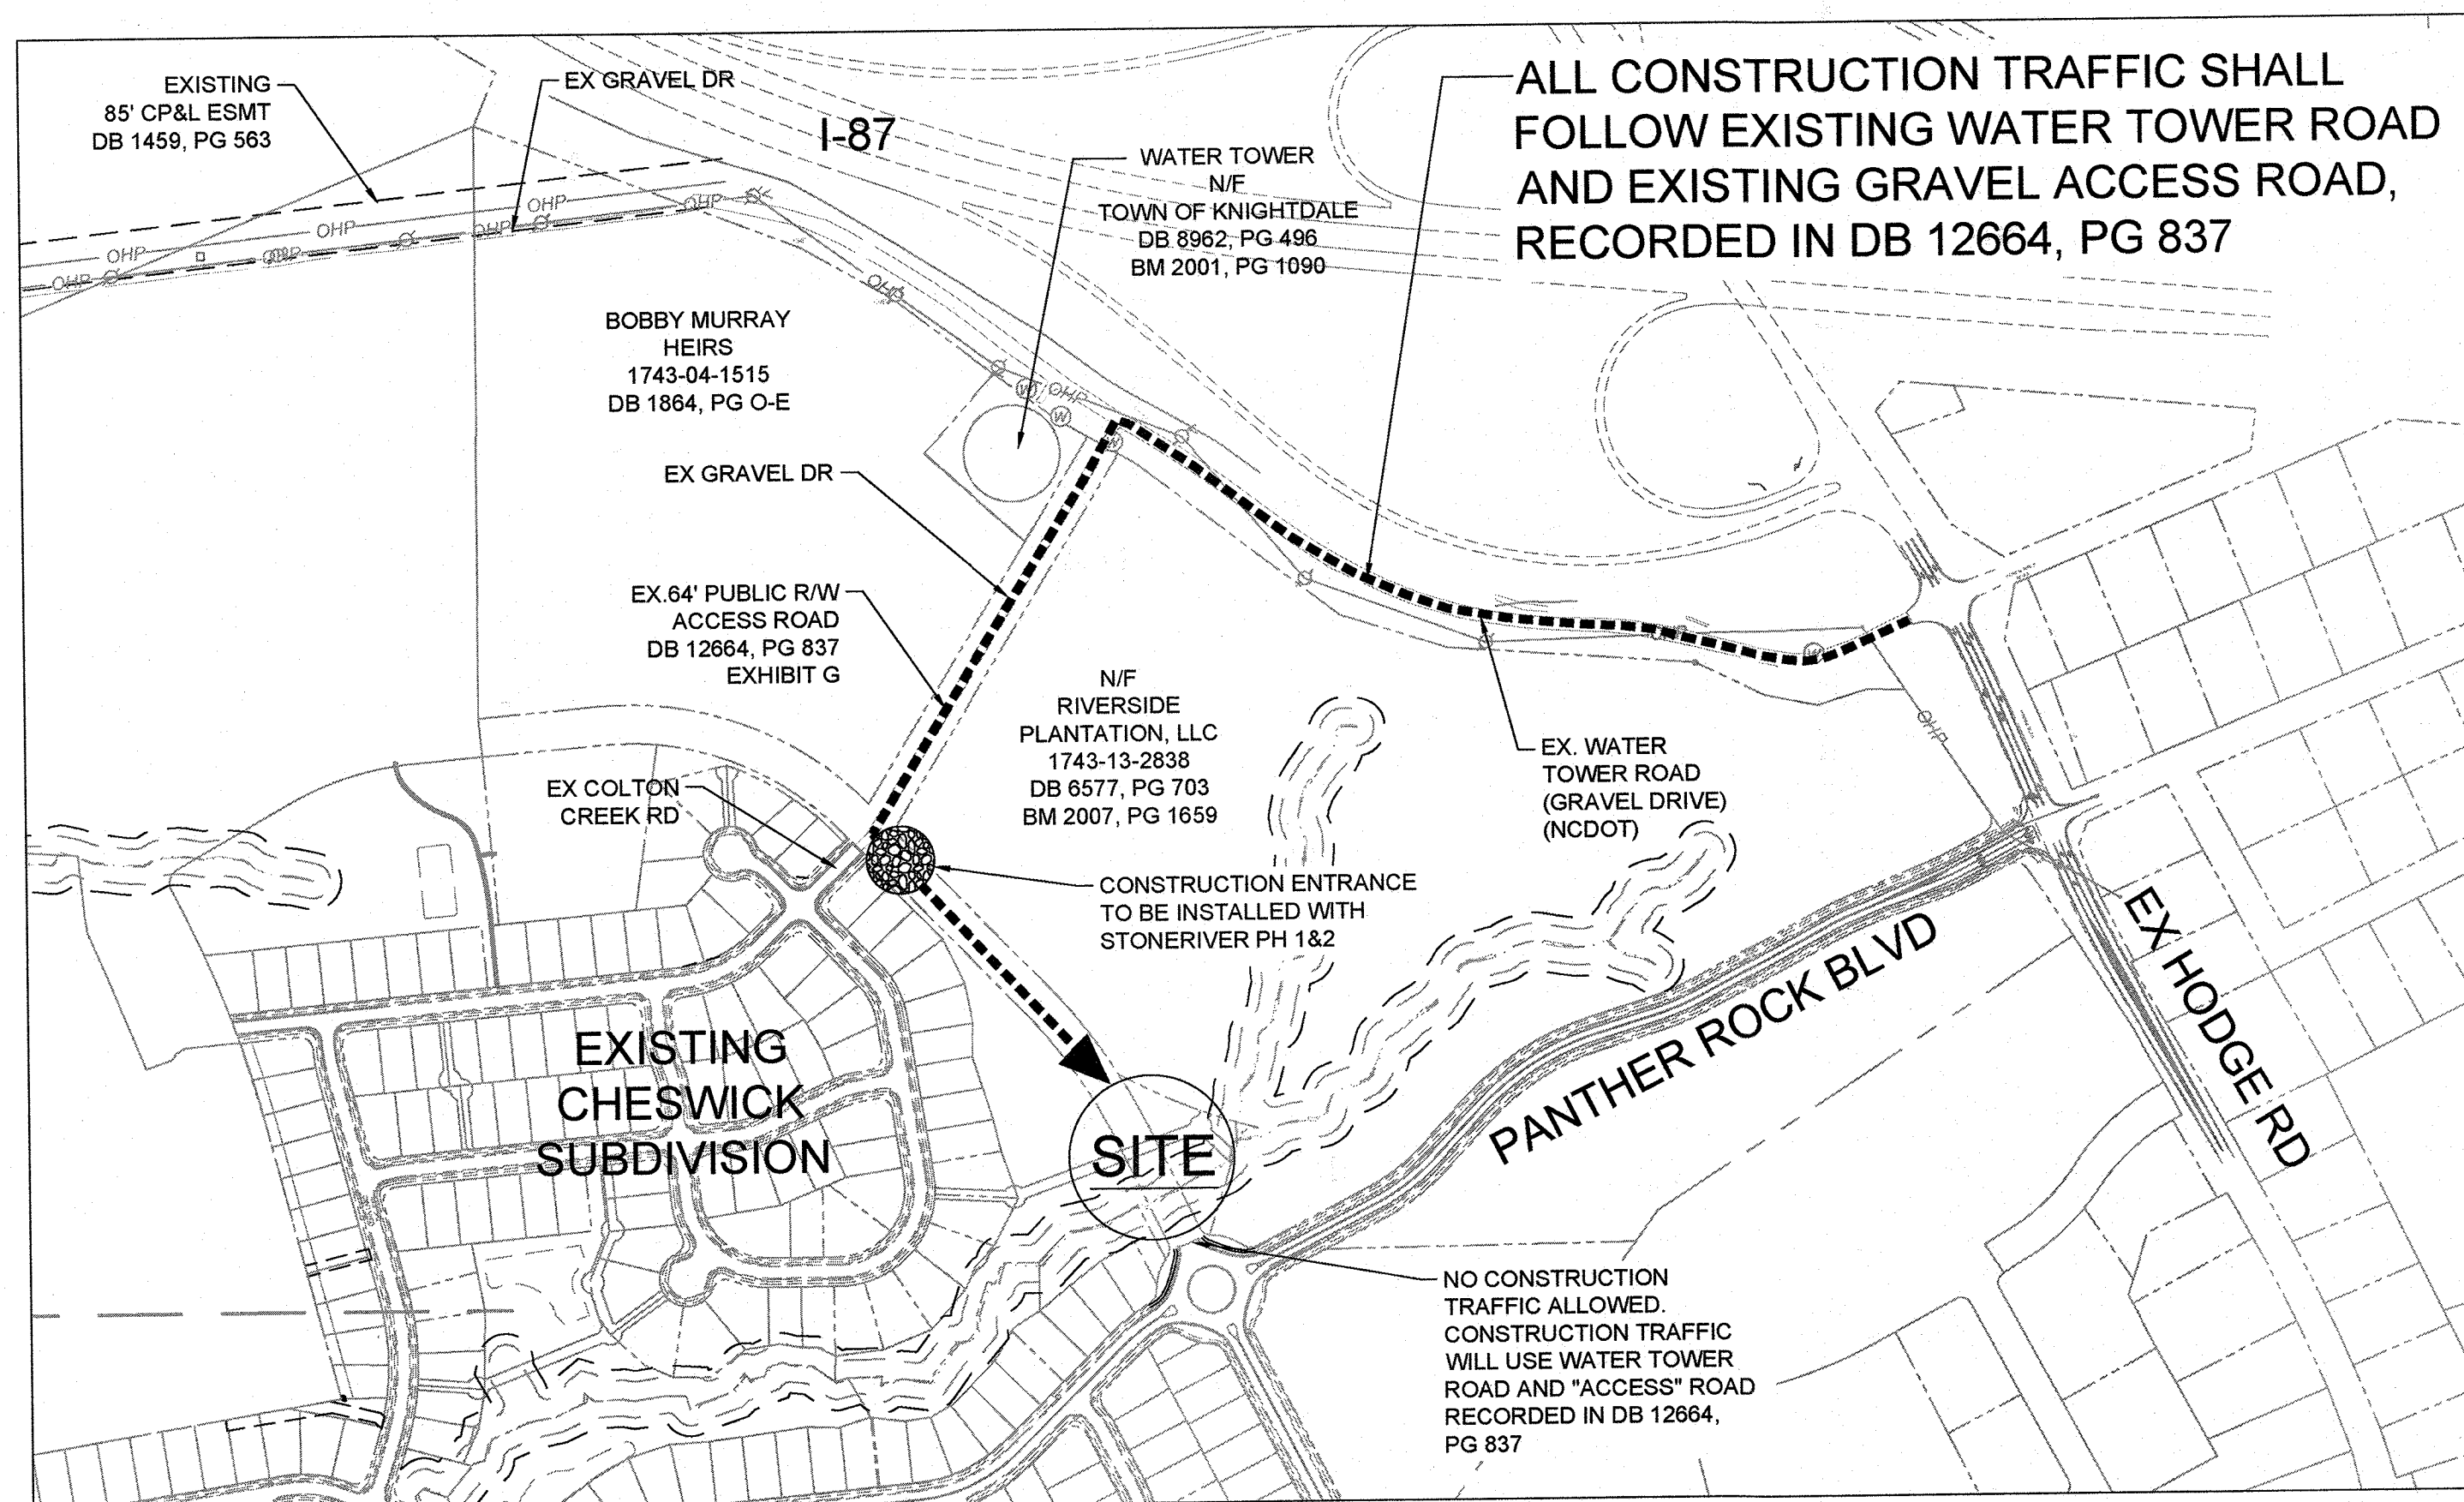 EXISTING
85' CP&L ESMT
DB 1459, PG 563
EX GRAVEL DR
I-87
WATER TOWER
N/F
TOWN OF KNIGHTDALE
DB 8962, PG 496
BM 2001, PG 1090
ALL CONSTRUCTION TRAFFIC SHALL
FOLLOW EXISTING WATER TOWER ROAD
AND EXISTING GRAVEL ACCESS ROAD,
RECORDED IN DB 12664, PG 837
OHP
OHP
OHP
OHP
OHP
OHP
OHP
OHP
OHP
BOBBY MURRAY
HEIRS
1743-04-1515
DB 1864, PG O-E
W
W
W
W
EX GRAVEL DR
EX.64' PUBLIC R/W
ACCESS ROAD
DB 12664, PG 837
EXHIBIT G
N/F
RIVERSIDE
PLANTATION, LLC
1743-13-2838
DB 6577, PG 703
BM 2007, PG 1659
EX. WATER
TOWER ROAD
(GRAVEL DRIVE)
(NCDOT)
OHP
EX COLTON
CREEK RD
CONSTRUCTION ENTRANCE
TO BE INSTALLED WITH
STONERIVER PH 1&2
EXISTING
CHESWICK
SUBDIVISION
SITE
PANTHER ROCK BLVD
EX HODGE RD
NO CONSTRUCTION
TRAFFIC ALLOWED.
CONSTRUCTION TRAFFIC
WILL USE WATER TOWER
ROAD AND "ACCESS" ROAD
RECORDED IN DB 12664,
PG 837